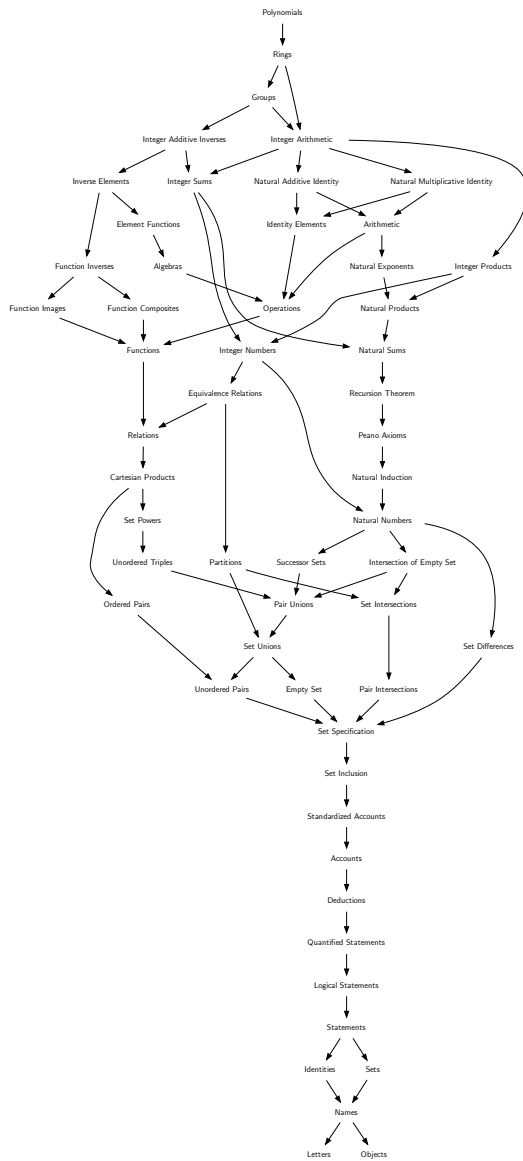 Polynomials
Rings
Groups
Integer Additive Inverses
Integer Arithmetic
Inverse Elements
Integer Sums
Natural Additive Identity
Natural Multiplicative Identity
Element Functions
Identity Elements
Arithmetic
Function Inverses
Algebras
Natural Exponents
Integer Products
Function Images
Function Composites
Operations
Natural Products
Functions
Integer Numbers
Natural Sums
Equivalence Relations
Recursion Theorem
Relations
Peano Axioms
Cartesian Products
Natural Induction
Set Powers
Natural Numbers
Unordered Triples
Partitions
Successor Sets
Intersection of Empty Set
Ordered Pairs
Pair Unions
Set Intersections
Set Unions
Set Differences
Unordered Pairs
Empty Set
Pair Intersections
Set Specification
Set Inclusion
Standardized Accounts
Accounts
Deductions
Quantified Statements
Logical Statements
Statements
Identities
Sets
Names
Letters
Objects